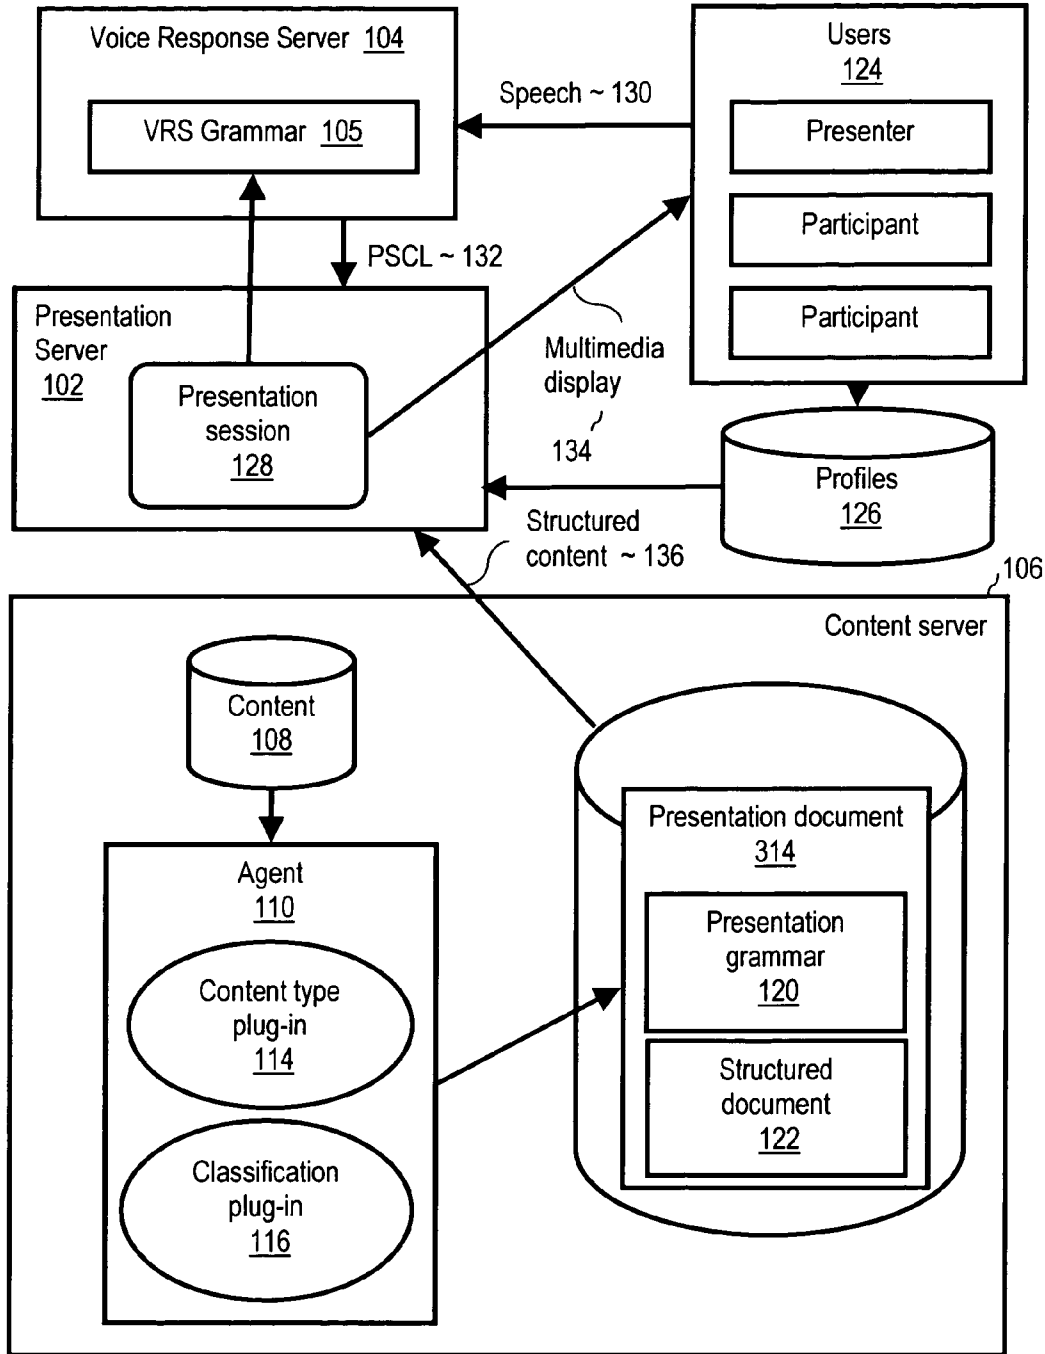 Voice Response Server 104
VRS Grammar 105
Speech ~ 130
Users
124
Presenter
Participant
Participant
PSCL ~ 132
Presentation
Server
102
Presentation
session
128
Multimedia
display
134
Profiles
126
Structured
content ~ 136
106
Content server
Content
108
Agent
110
Content type
plug-in
114
Classification
plug-in
116
Presentation document
314
Presentation
grammar
120
Structured
document
122